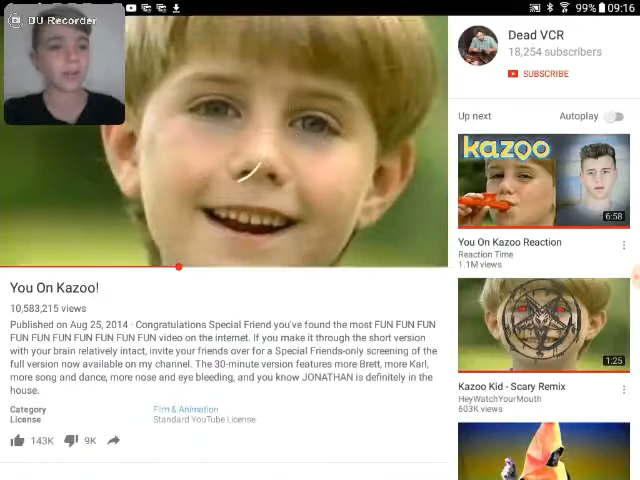 DU Recorder
99% 09:16
Dead VCR
18,254 subscribers
SUBSCRIBE
Up next
Autoplay
kazoo
6:58
You On Kazoo Reaction
Reaction Time
1.1M views
1:25
Kazoo Kid - Scary Remix
HeyWatchYourMouth
603K views
You On Kazoo!
10,583,215 views
Published on Aug 25, 2014 · Congratulations Special Friend you've found the most FUN FUN FUN
FUN FUN FUN FUN FUN FUN FUN video on the internet. If you make it through the short version
with your brain relatively intact, invite your friends over for a Special Friends-only screening of the
full version now available on my channel. The 30-minute version features more Brett, more Karl,
more song and dance, more nose and eye bleeding, and you know JONATHAN is definitely in the
house.
Category Film & Animation
License Standard YouTube License
143K 9K